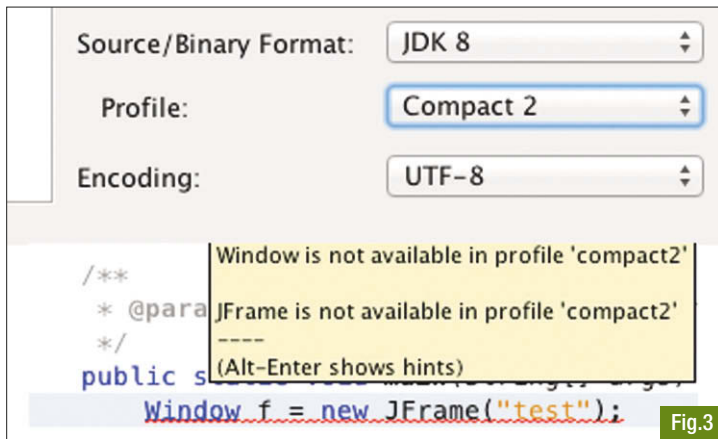 Source/Binary Format: JDK 8
Profile: Compact 2
Encoding: UTF-8
Window is not available in profile 'compact2'
/**
* @para
JFrame is not available in profile 'compact2'
*/
----
(Alt-Enter shows hints)
public s
Window f = new JFrame("test");
Fig.3